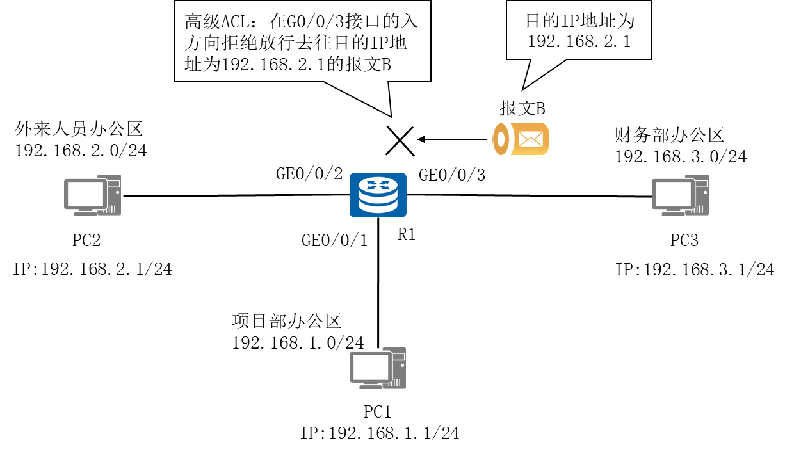 高级ACL：在G0/0/3接口的入
方向拒绝放行去往目的IP地
址为192.168.2.1的报文B
目的IP地址为
192.168.2.1
报文B
外来人员办公区
192.168.2.0/24
财务部办公区
192.168.3.0/24
GE0/0/2
GE0/0/3
PC2
GE0/0/1
R1
PC3
IP:192.168.2.1/24
IP:192.168.3.1/24
项目部办公区
192.168.1.0/24
PC1
IP:192.168.1.1/24